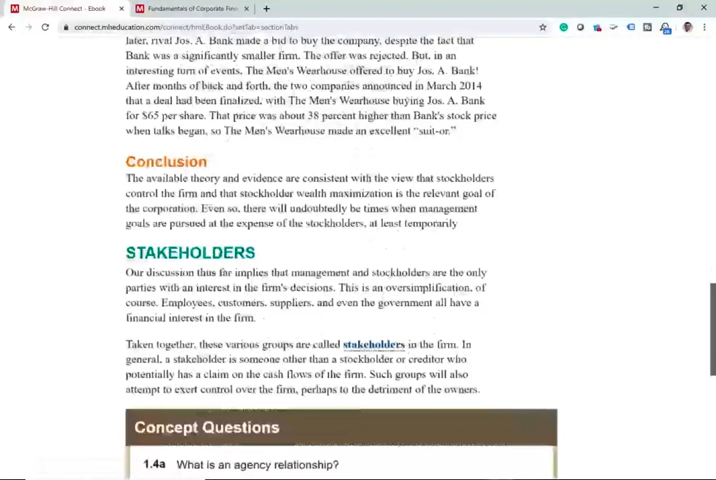 McGraw-Hill Connect - Ebook
Fundamentals of Corporate Fin
connect.mheducation.com/connect/hmEBook.do?setTab=sectionTabs
later, rival Jos. A. Bank made a bid to buy the company, despite the fact that
Bank was a significantly smaller firm. The offer was rejected. But, in an
interesting turn of events, The Men's Wearhouse offered to buy Jos. A. Bank!
After months of back and forth, the two companies announced in March 2014
that a deal had been finalized, with The Men's Wearhouse buying Jos. A. Bank
for $65 per share. That price was about 38 percent higher than Bank's stock price
when talks began, so The Men's Wearhouse made an excellent "suit-or."
Conclusion
The available theory and evidence are consistent with the view that stockholders
control the firm and that stockholder wealth maximization is the relevant goal of
the corporation. Even so, there will undoubtedly be times when management
goals are pursued at the expense of the stockholders, at least temporarily
STAKEHOLDERS
Our discussion thus far implies that management and stockholders are the only
parties with an interest in the firm's decisions. This is an oversimplification, of
course. Employees, customers, suppliers, and even the government all have a
financial interest in the firm.
Taken together, these various groups are called stakeholders in the firm. In
general, a stakeholder is someone other than a stockholder or creditor who
potentially has a claim on the cash flows of the firm. Such groups will also
attempt to exert control over the firm, perhaps to the detriment of the owners.
Concept Questions
1.4a What is an agency relationship?